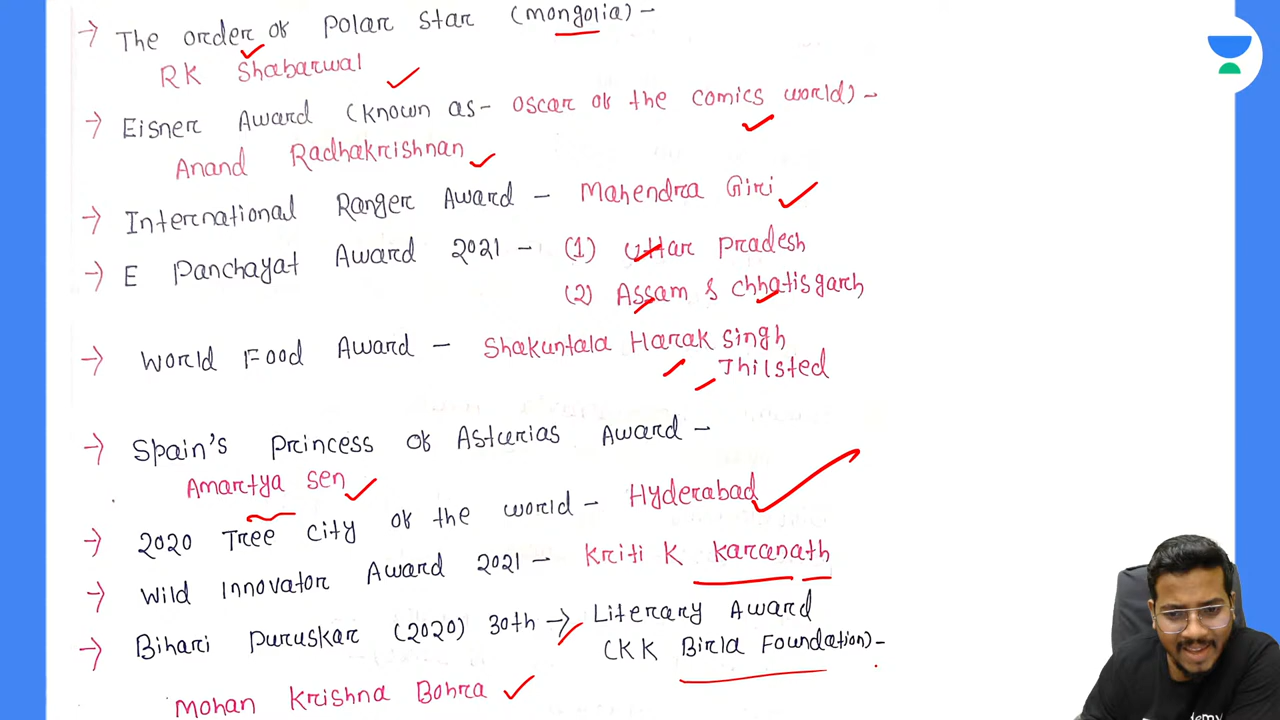 → The order of Polar Star (Mongolia) -
RK Shabarwal
→ Eisner Award (known as - Oscar of the comics world) -
Anand Radhakrishnan
→ International Ranger Award - Mahendra Giri
→ E Panchayat Award 2021 - (1) Uttar Pradesh
(2) Assam & Chhatisgarh
→ World Food Award - Shakuntala Harak Singh
Thilsted
→ Spain's Princess of Asturias Award -
Amartya Sen
→ 2020 Tree City of the world - Hyderabad
→ Wild Innovator Award 2021 - Kriti K Karanath
→ Bihari Puruskar (2020) 30th → Literary Award
(KK Birla Foundation) -
Mohan Krishna Bohra